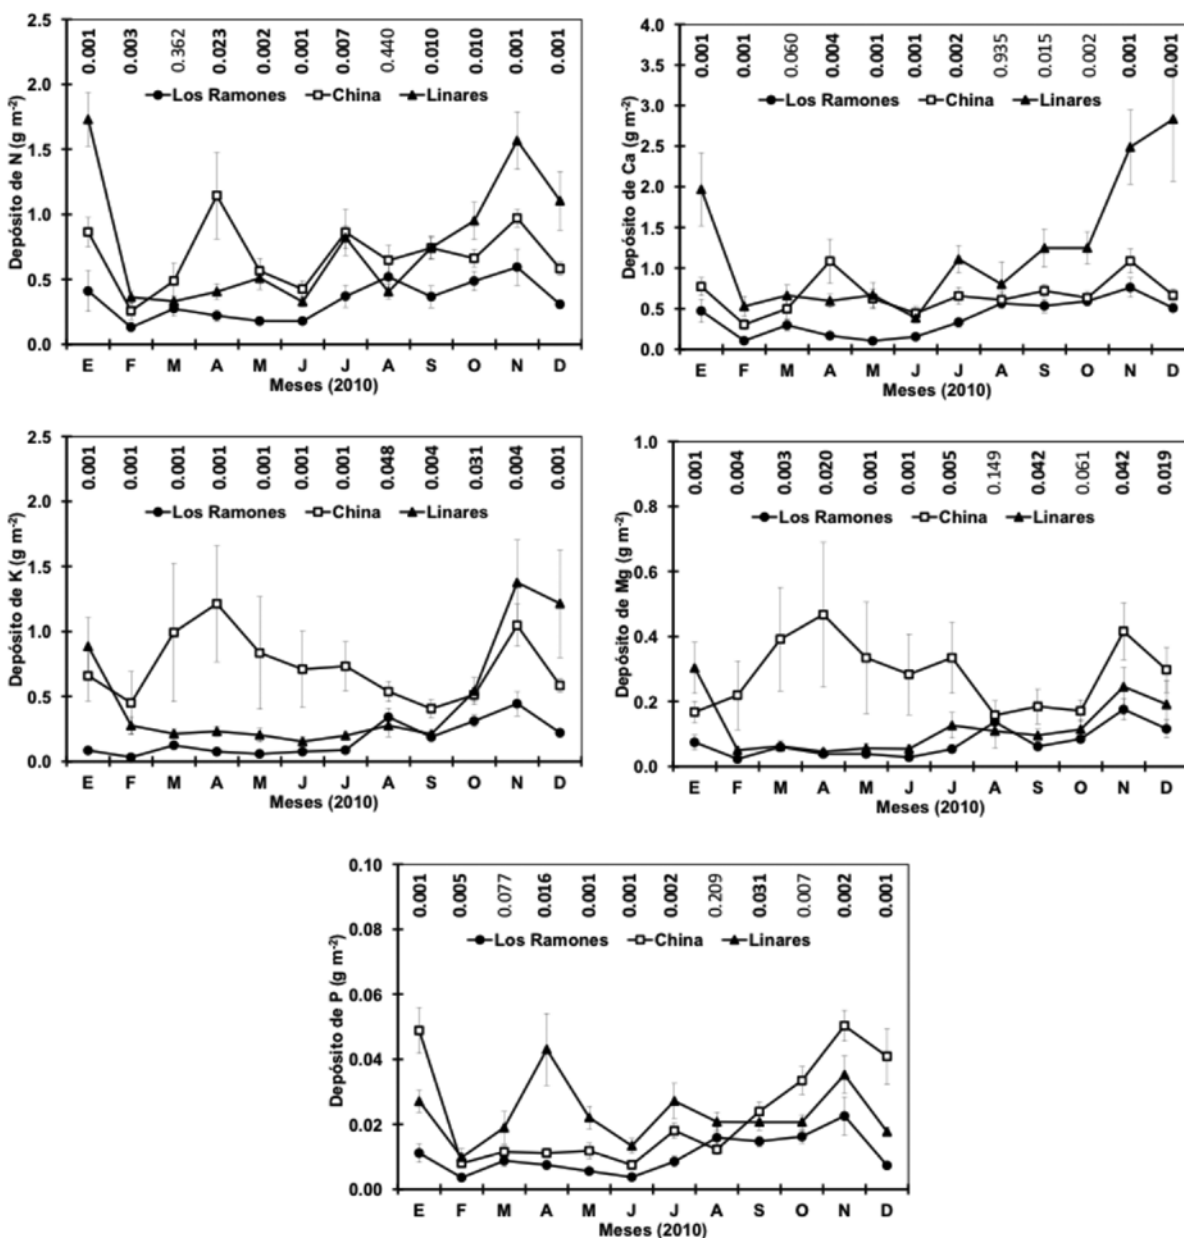 0.001 0.003 0.362 0.023 0.002 0.001 0.007 0.440 0.010 0.010 0.001 0.001
Los Ramones China Linares
Depósito de N (g m⁻²)
2.5
2.0
1.5
1.0
0.5
0.0
E F M A M J J A S O N D
Meses (2010)
0.001 0.001 0.060 0.004 0.001 0.001 0.002 0.935 0.015 0.002 0.001 0.001
Los Ramones China Linares
Depósito de Ca (g m⁻²)
4.0
3.5
3.0
2.5
2.0
1.5
1.0
0.5
0.0
E F M A M J J A S O N D
Meses (2010)
0.001 0.001 0.001 0.001 0.001 0.001 0.001 0.048 0.004 0.031 0.004 0.001
Los Ramones China Linares
Depósito de K (g m⁻²)
2.5
2.0
1.5
1.0
0.5
0.0
E F M A M J J A S O N D
Meses (2010)
0.001 0.004 0.003 0.020 0.001 0.001 0.005 0.149 0.042 0.061 0.042 0.019
Los Ramones China Linares
Depósito de Mg (g m⁻²)
1.0
0.8
0.6
0.4
0.2
0.0
E F M A M J J A S O N D
Meses (2010)
0.001 0.005 0.077 0.016 0.001 0.001 0.002 0.209 0.031 0.007 0.002 0.001
Los Ramones China Linares
Depósito de P (g m⁻²)
0.10
0.08
0.06
0.04
0.02
0.00
E F M A M J J A S O N D
Meses (2010)